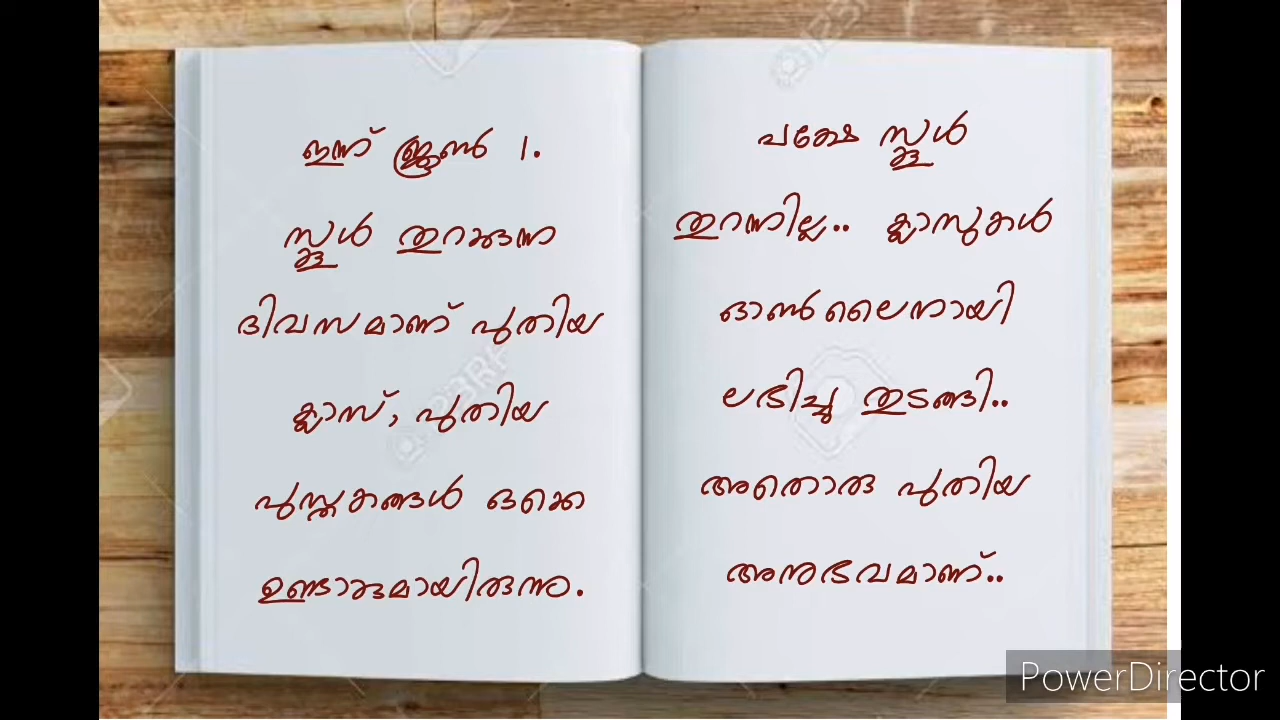 ഇന്ന് ജൂൺ 1.
സ്കൂൾ തുറക്കുന്ന
ദിവസമാണ് പുതിയ
ക്ലാസ്, പുതിയ
പുസ്തകങ്ങൾ ഒക്കെ
ഉണ്ടാകുമായിരുന്നു.
പക്ഷേ സ്കൂൾ
തുറന്നില്ല.. ക്ലാസുകൾ
ഓൺലൈനായി
ലഭിച്ചു തുടങ്ങി..
അതൊരു പുതിയ
അനുഭവമാണ്..
PowerDirector